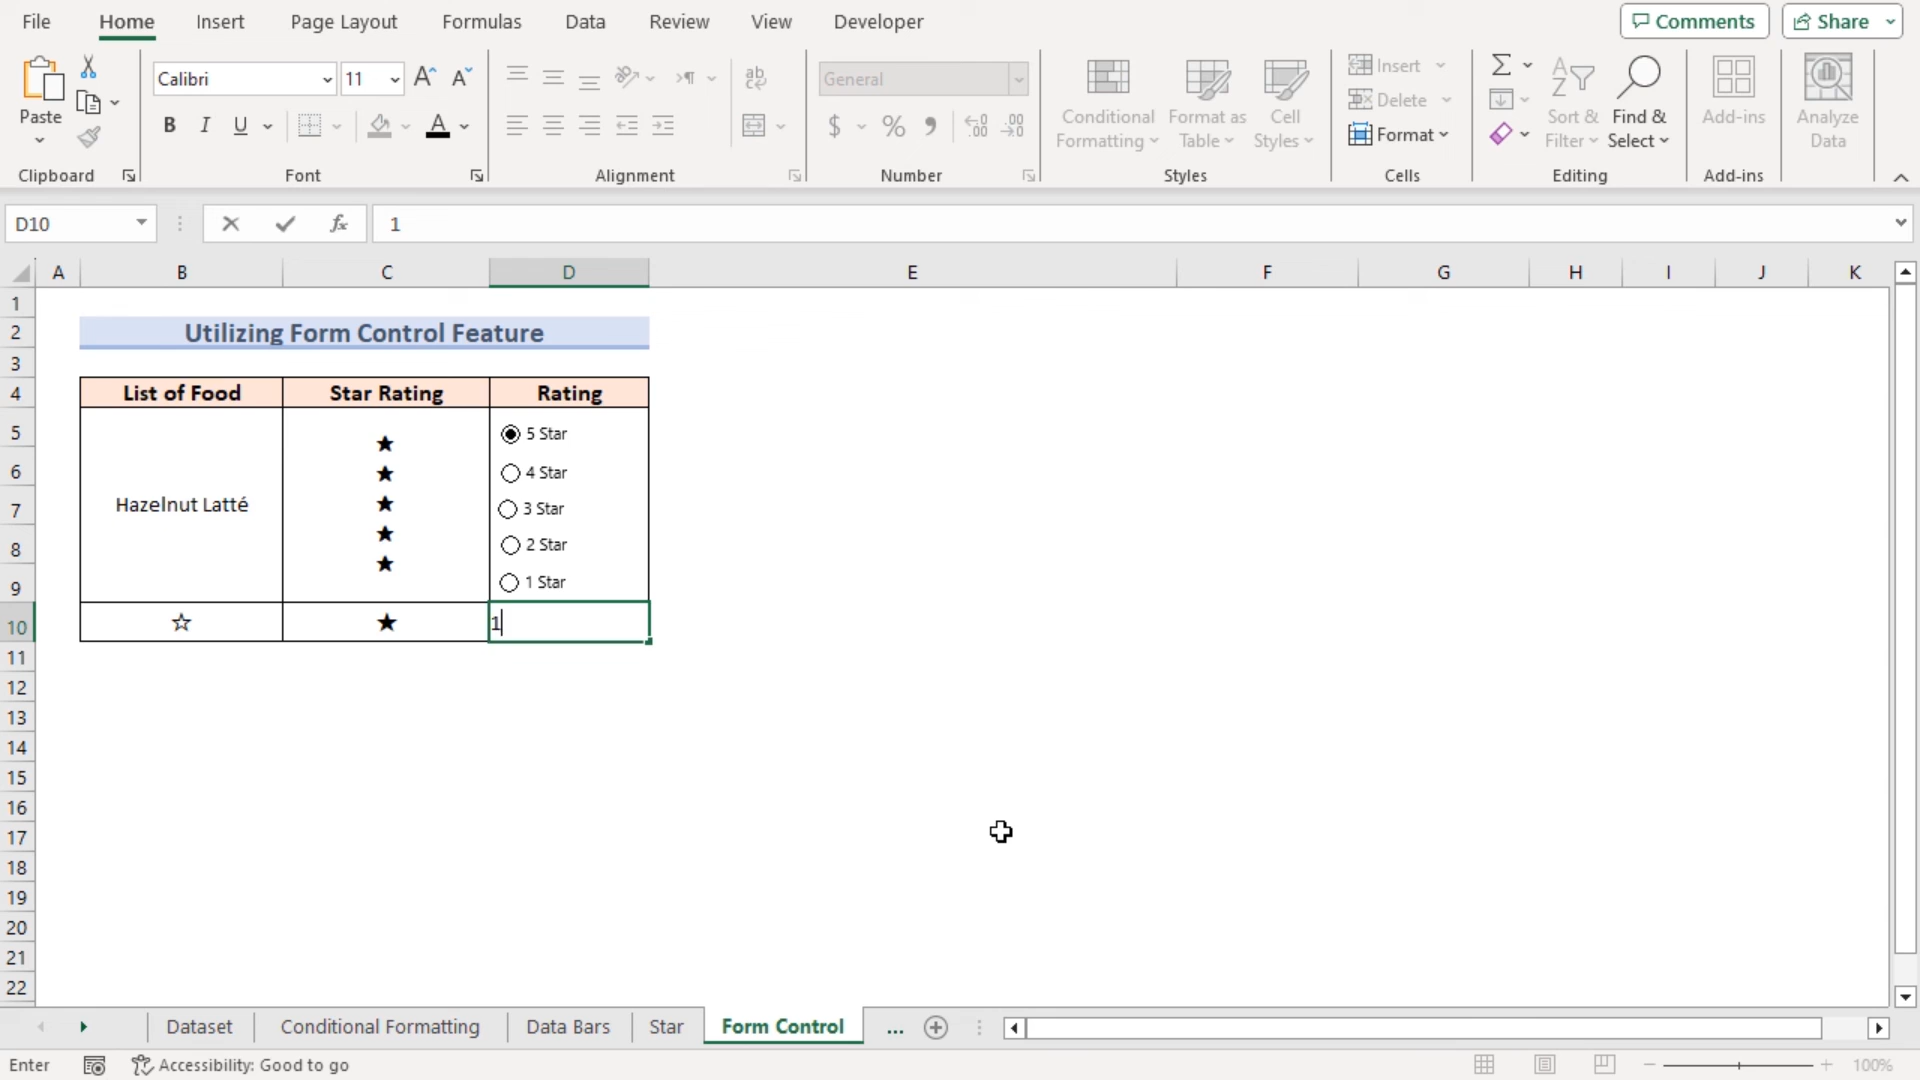 File Home Insert Page Layout Formulas Data Review View Developer Comments Share
Calibri 11 General
Paste
B I U $ % 9
Conditional Formatting Format as Table Cell Styles
Insert
Delete
Format
Sort & Filter Find & Select Add-ins Analyze Data
Clipboard Font Alignment Number Styles Cells Editing Add-ins
D10 fx 1
A B C D E F G H I J K
1
2 Utilizing Form Control Feature
3
4 List of Food Star Rating Rating
5 ★ 5 Star
6 ★ 4 Star
7 Hazelnut Latté ★ 3 Star
8 ★ 2 Star
9 ★ 1 Star
10 ☆ ★ 1
11
12
13
14
15
16
17
18
19
20
21
22
Dataset Conditional Formatting Data Bars Star Form Control ...
Enter Accessibility: Good to go 100%